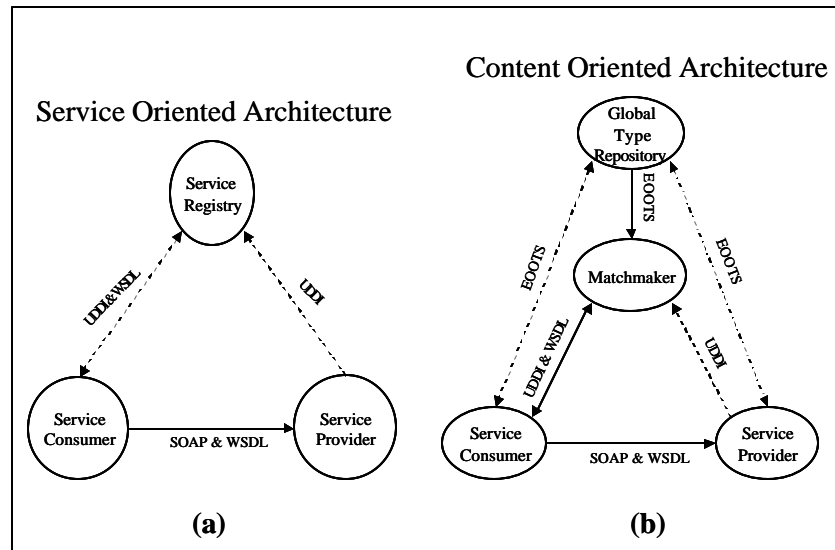 Service Oriented Architecture
Service
Registry
UDDI&WSDL
UDDI
Service
Consumer
SOAP & WSDL
Service
Provider
(a)
Content Oriented Architecture
Global
Type
Repository
EOOTS
EOOTS
EOOTS
Matchmaker
UDDI & WSDL
UDDI
Service
Consumer
SOAP & WSDL
Service
Provider
(b)